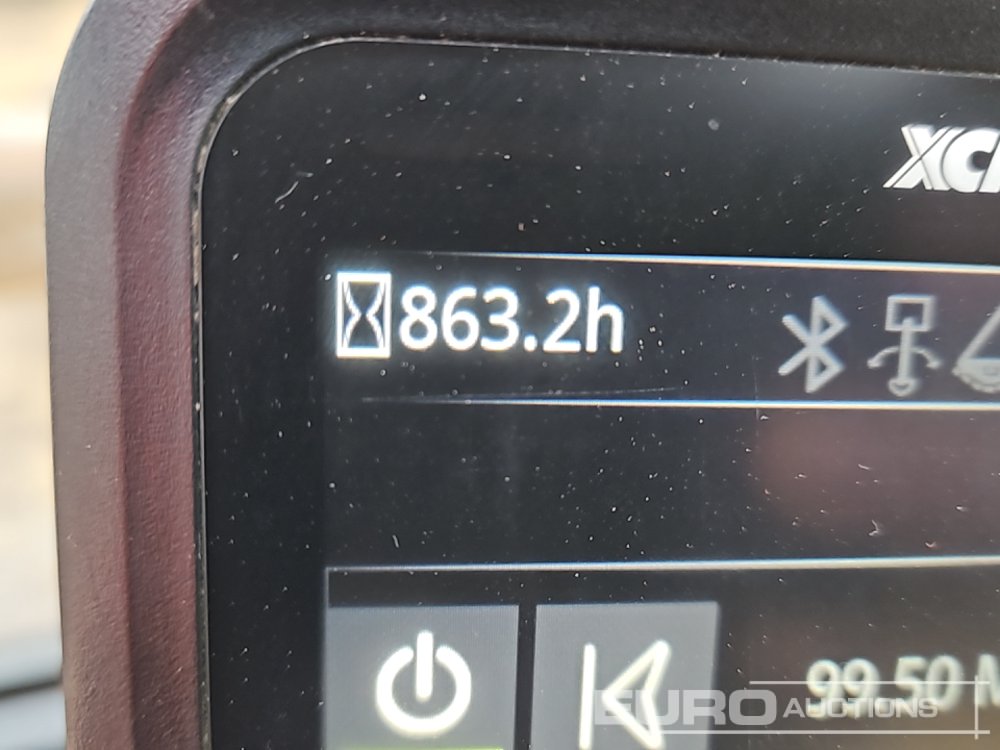 XC
863.2h
99.50
EURO AUCTIONS